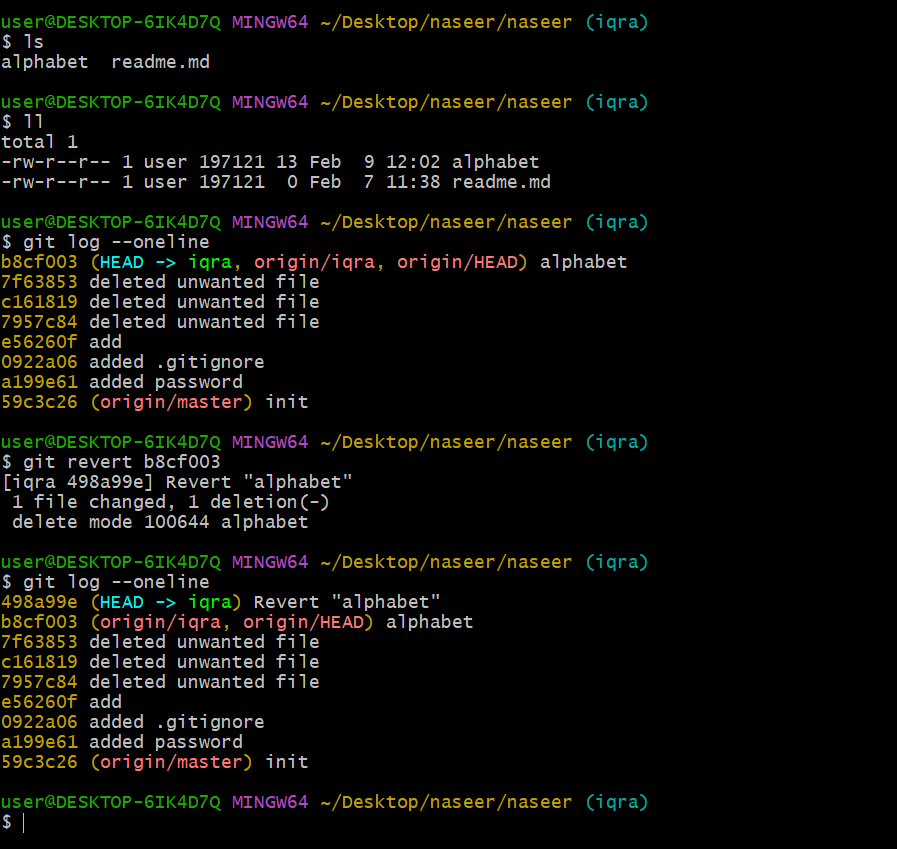 user@DESKTOP-6IK4D7Q MINGW64 ~/Desktop/naseer/naseer (iqra)
$ ls
alphabet  readme.md
user@DESKTOP-6IK4D7Q MINGW64 ~/Desktop/naseer/naseer (iqra)
$ ll
total 1
-rw-r--r-- 1 user 197121 13 Feb  9 12:02 alphabet
-rw-r--r-- 1 user 197121  0 Feb  7 11:38 readme.md
user@DESKTOP-6IK4D7Q MINGW64 ~/Desktop/naseer/naseer (iqra)
$ git log --oneline
b8cf003 (HEAD -> iqra, origin/iqra, origin/HEAD) alphabet
7f63853 deleted unwanted file
c161819 deleted unwanted file
7957c84 deleted unwanted file
e56260f add
0922a06 added .gitignore
a199e61 added password
59c3c26 (origin/master) init
user@DESKTOP-6IK4D7Q MINGW64 ~/Desktop/naseer/naseer (iqra)
$ git revert b8cf003
[iqra 498a99e] Revert "alphabet"
 1 file changed, 1 deletion(-)
 delete mode 100644 alphabet
user@DESKTOP-6IK4D7Q MINGW64 ~/Desktop/naseer/naseer (iqra)
$ git log --oneline
498a99e (HEAD -> iqra) Revert "alphabet"
b8cf003 (origin/iqra, origin/HEAD) alphabet
7f63853 deleted unwanted file
c161819 deleted unwanted file
7957c84 deleted unwanted file
e56260f add
0922a06 added .gitignore
a199e61 added password
59c3c26 (origin/master) init
user@DESKTOP-6IK4D7Q MINGW64 ~/Desktop/naseer/naseer (iqra)
$